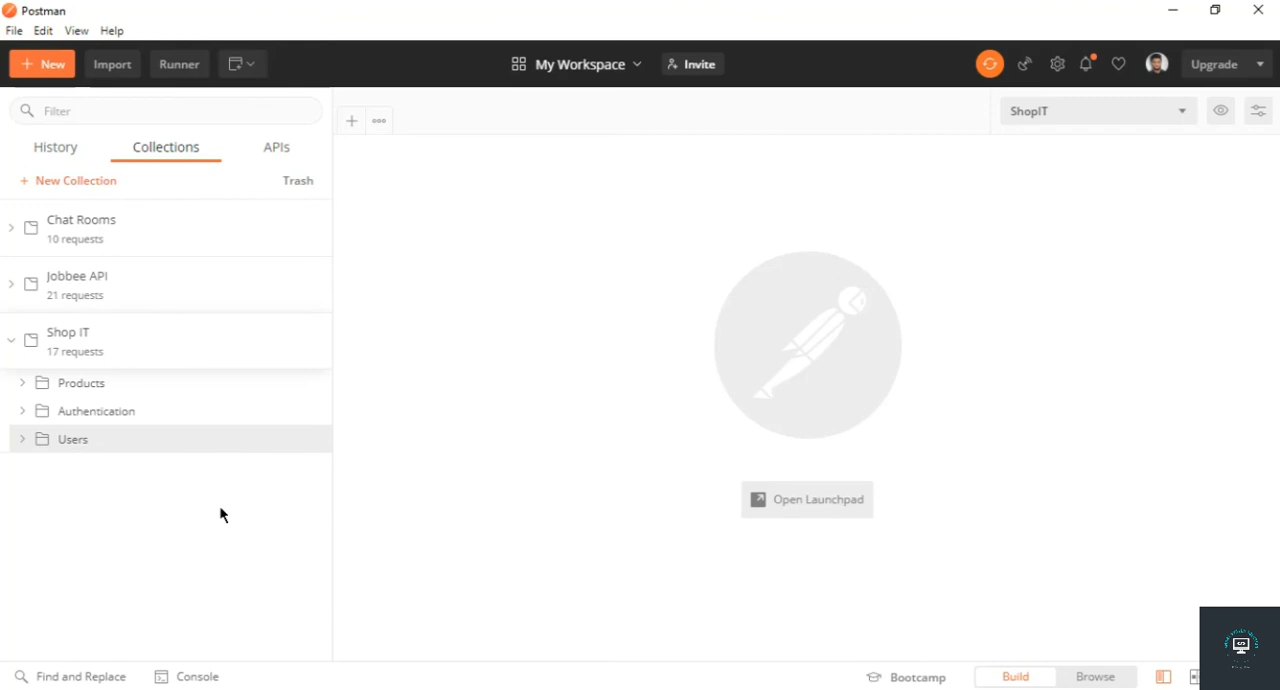 Postman
File Edit View Help
+ New Import Runner My Workspace Invite Upgrade
Filter
ShopIT
History Collections APIs
+ New Collection Trash
Chat Rooms
10 requests
Jobbee API
21 requests
Shop IT
17 requests
Products
Authentication
Users
Open Launchpad
Find and Replace Console Bootcamp Build Browse